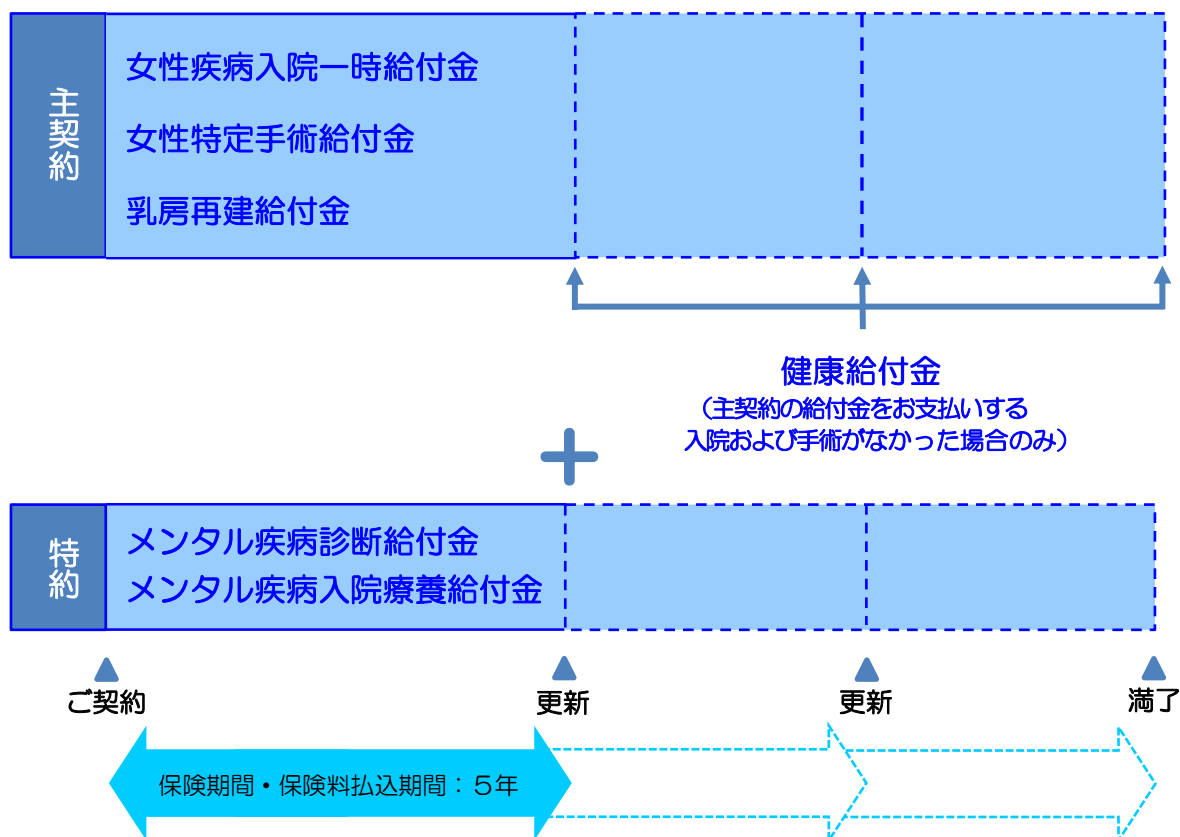 主契約
女性疾病入院一時給付金
女性特定手術給付金
乳房再建給付金
健康給付金
（主契約の給付金をお支払いする
入院および手術がなかった場合のみ）
特約
メンタル疾病診断給付金
メンタル疾病入院療養給付金
ご契約
更新
更新
満了
保険期間・保険料払込期間：５年